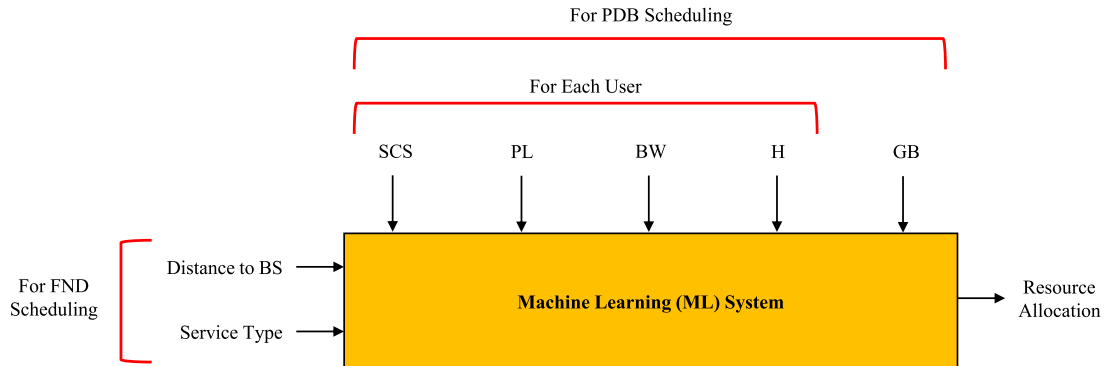 For PDB Scheduling
For Each User
SCS PL BW H GB
Distance to BS
For FND
Scheduling
Service Type
Machine Learning (ML) System
Resource
Allocation